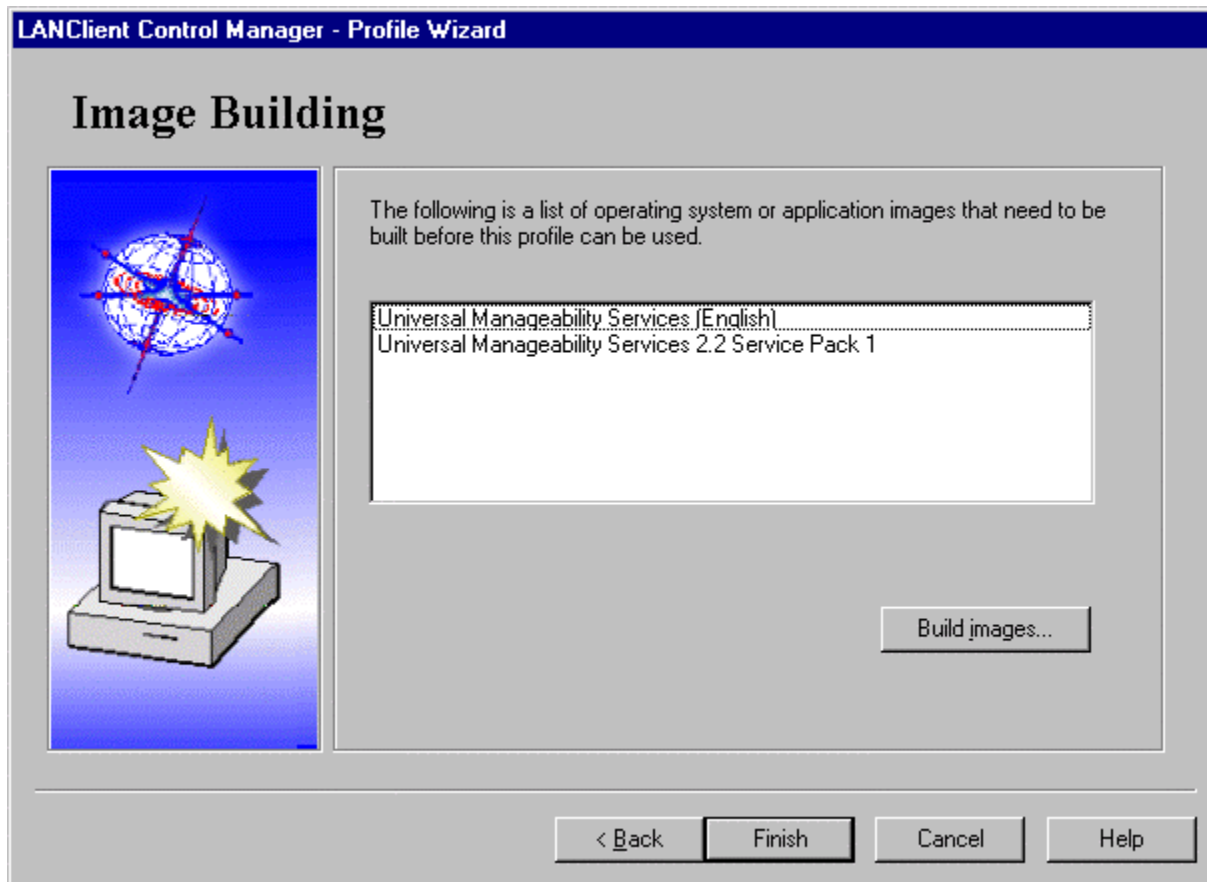 LANClient Control Manager - Profile Wizard
Image Building
The following is a list of operating system or application images that need to be
built before this profile can be used.
Universal Manageability Services (English)
Universal Manageability Services 2.2 Service Pack 1
Build images...
< Back
Finish
Cancel
Help